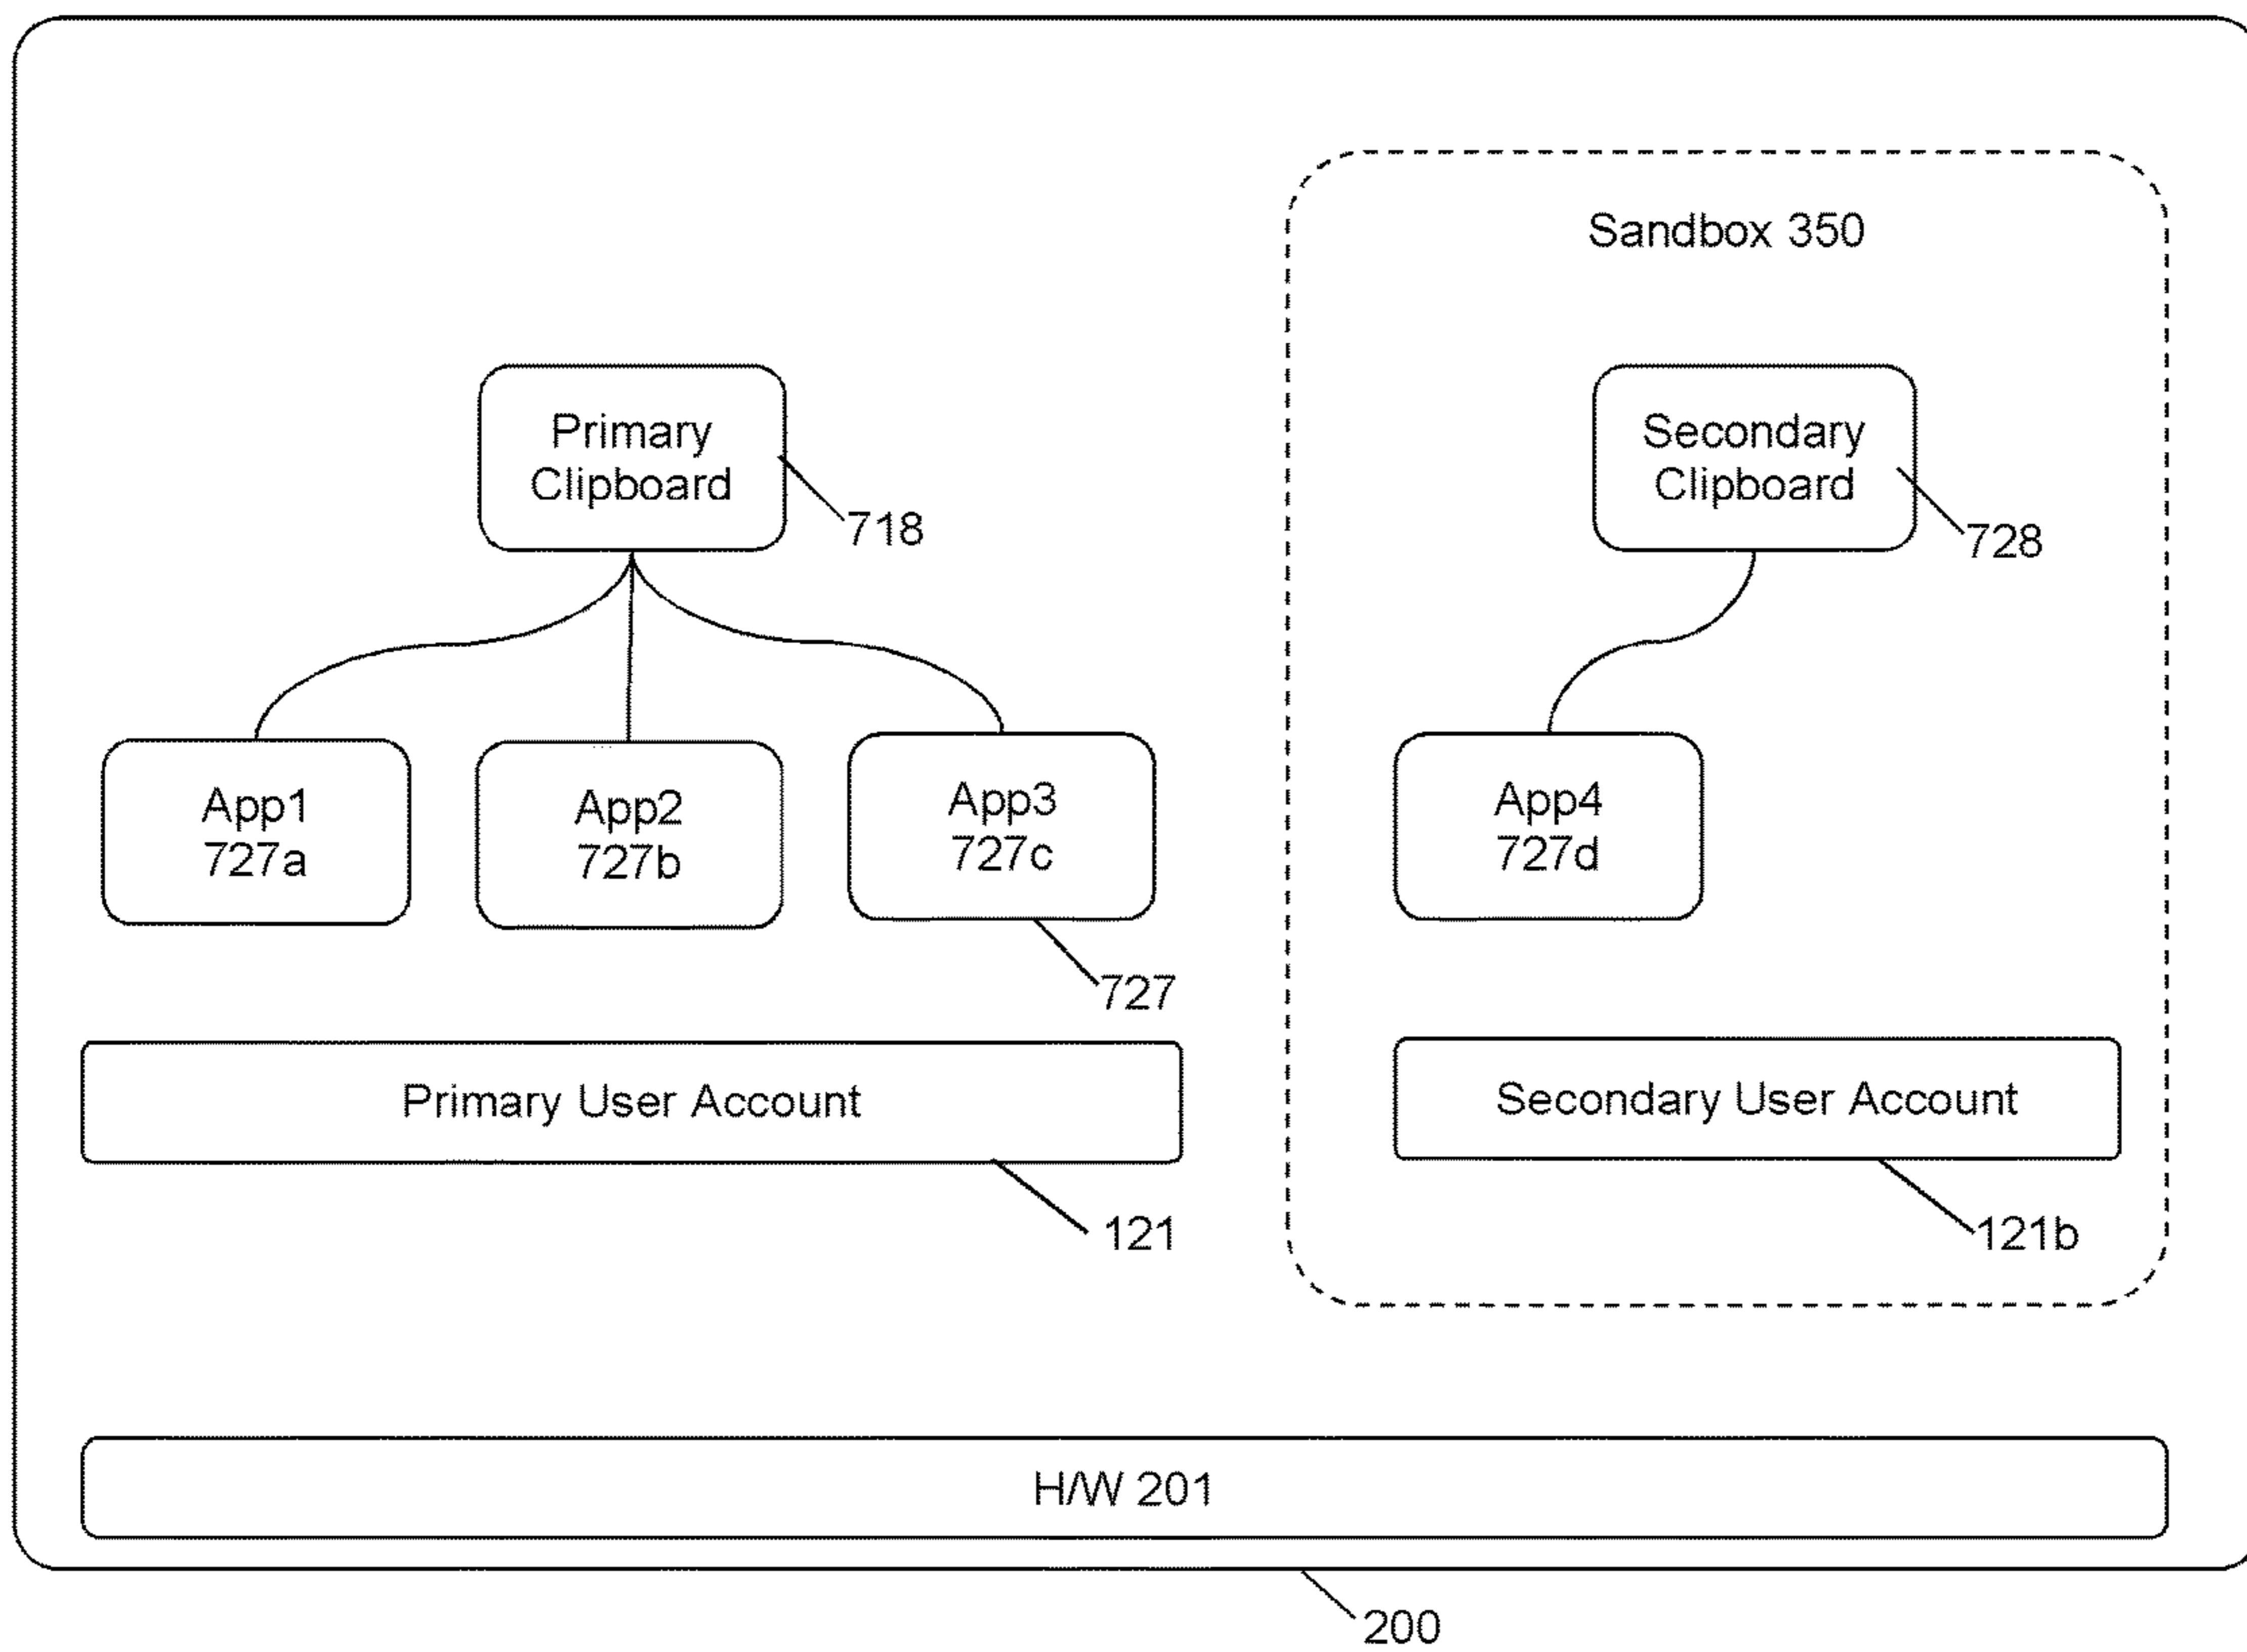 Sandbox 350
Primary
Clipboard
718
Secondary
Clipboard
728
App1
727a
App2
727b
App3
727c
727
App4
727d
Primary User Account
121
Secondary User Account
121b
H/W 201
200